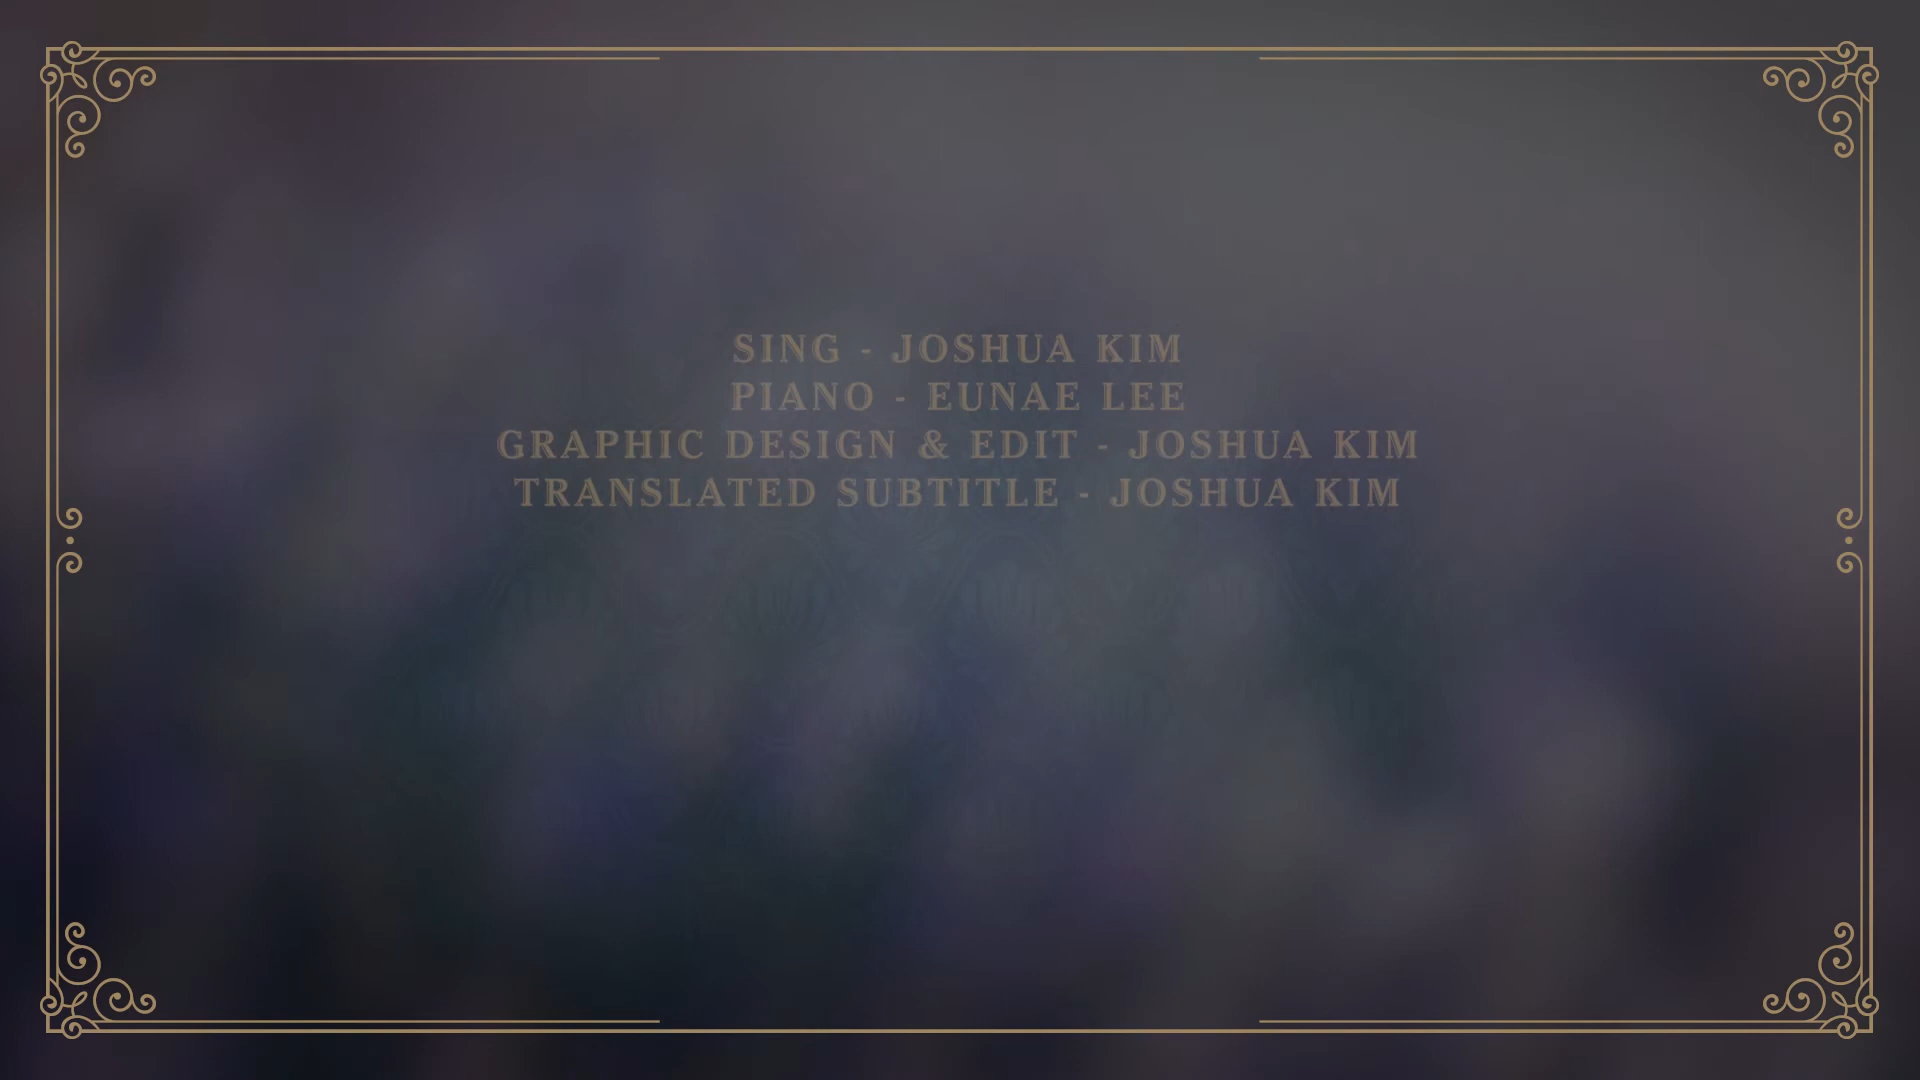 SING - JOSHUA KIM
PIANO - EUNAE LEE
GRAPHIC DESIGN & EDIT - JOSHUA KIM
TRANSLATED SUBTITLE - JOSHUA KIM